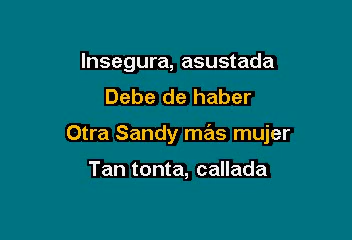 Insegura, asustada
Debe de haber
Otra Sandy más mujer
Tan tonta, callada